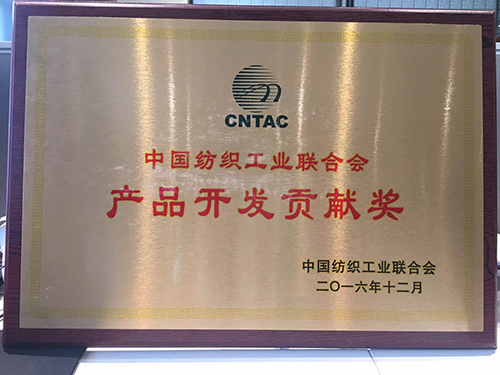 CNTAC
中国纺织工业联合会
产品开发贡献奖
中国纺织工业联合会
二〇一六年十二月